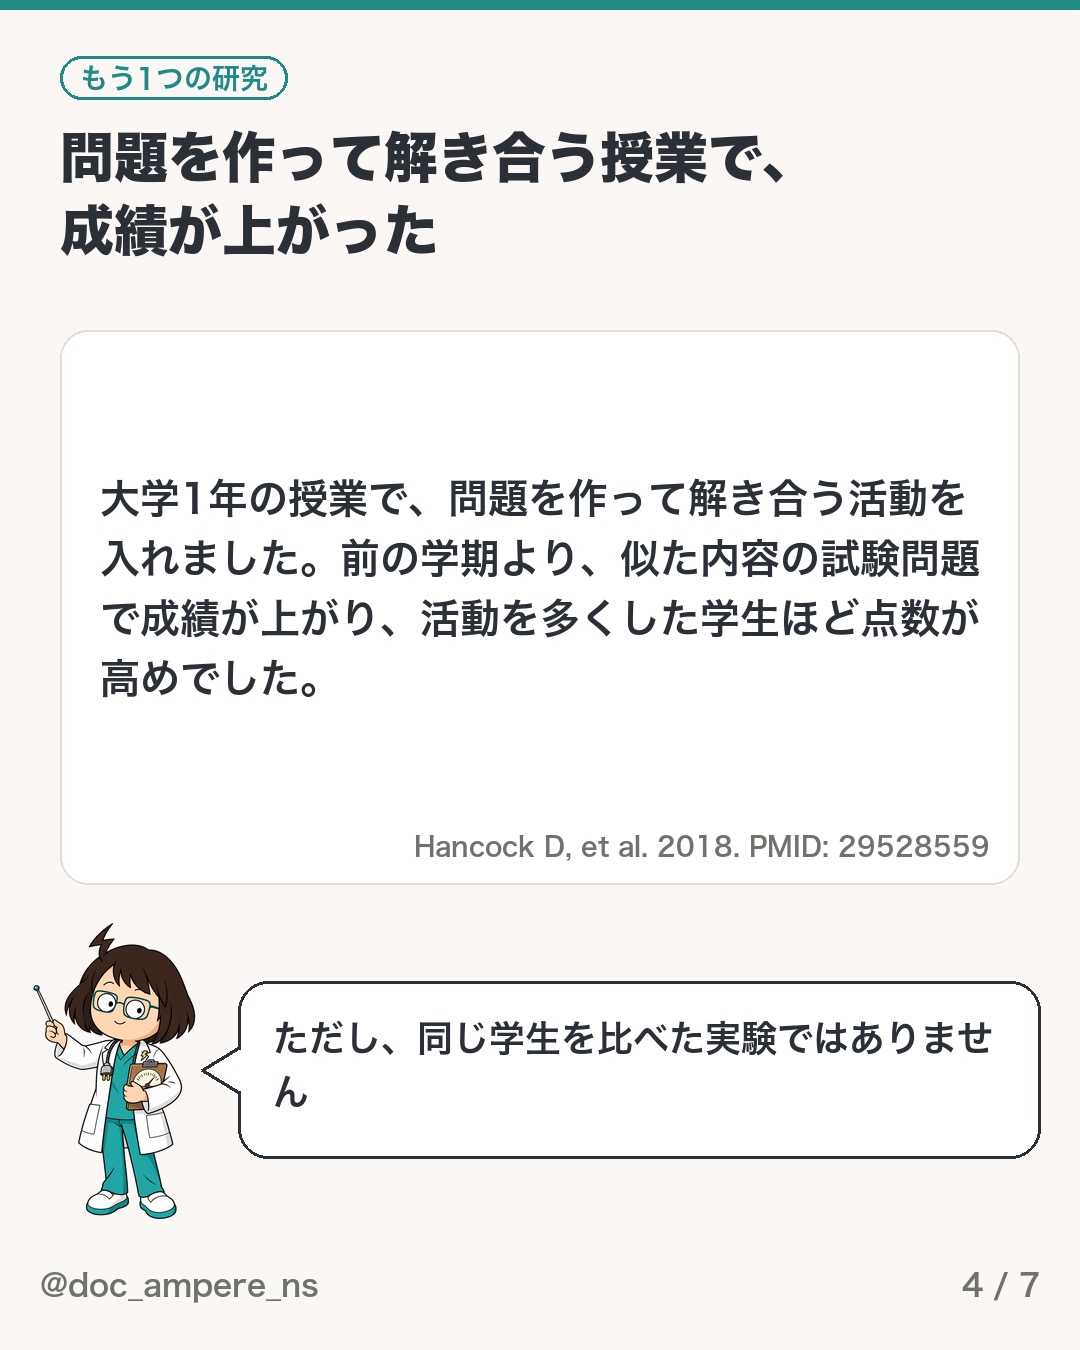 もう1つの研究
問題を作って解き合う授業で、
成績が上がった
大学1年の授業で、問題を作って解き合う活動を
入れました。前の学期より、似た内容の試験問題
で成績が上がり、活動を多くした学生ほど点数が
高めでした。
Hancock D, et al. 2018. PMID: 29528559
ただし、同じ学生を比べた実験ではありませ
ん
@doc_ampere_ns
4 / 7